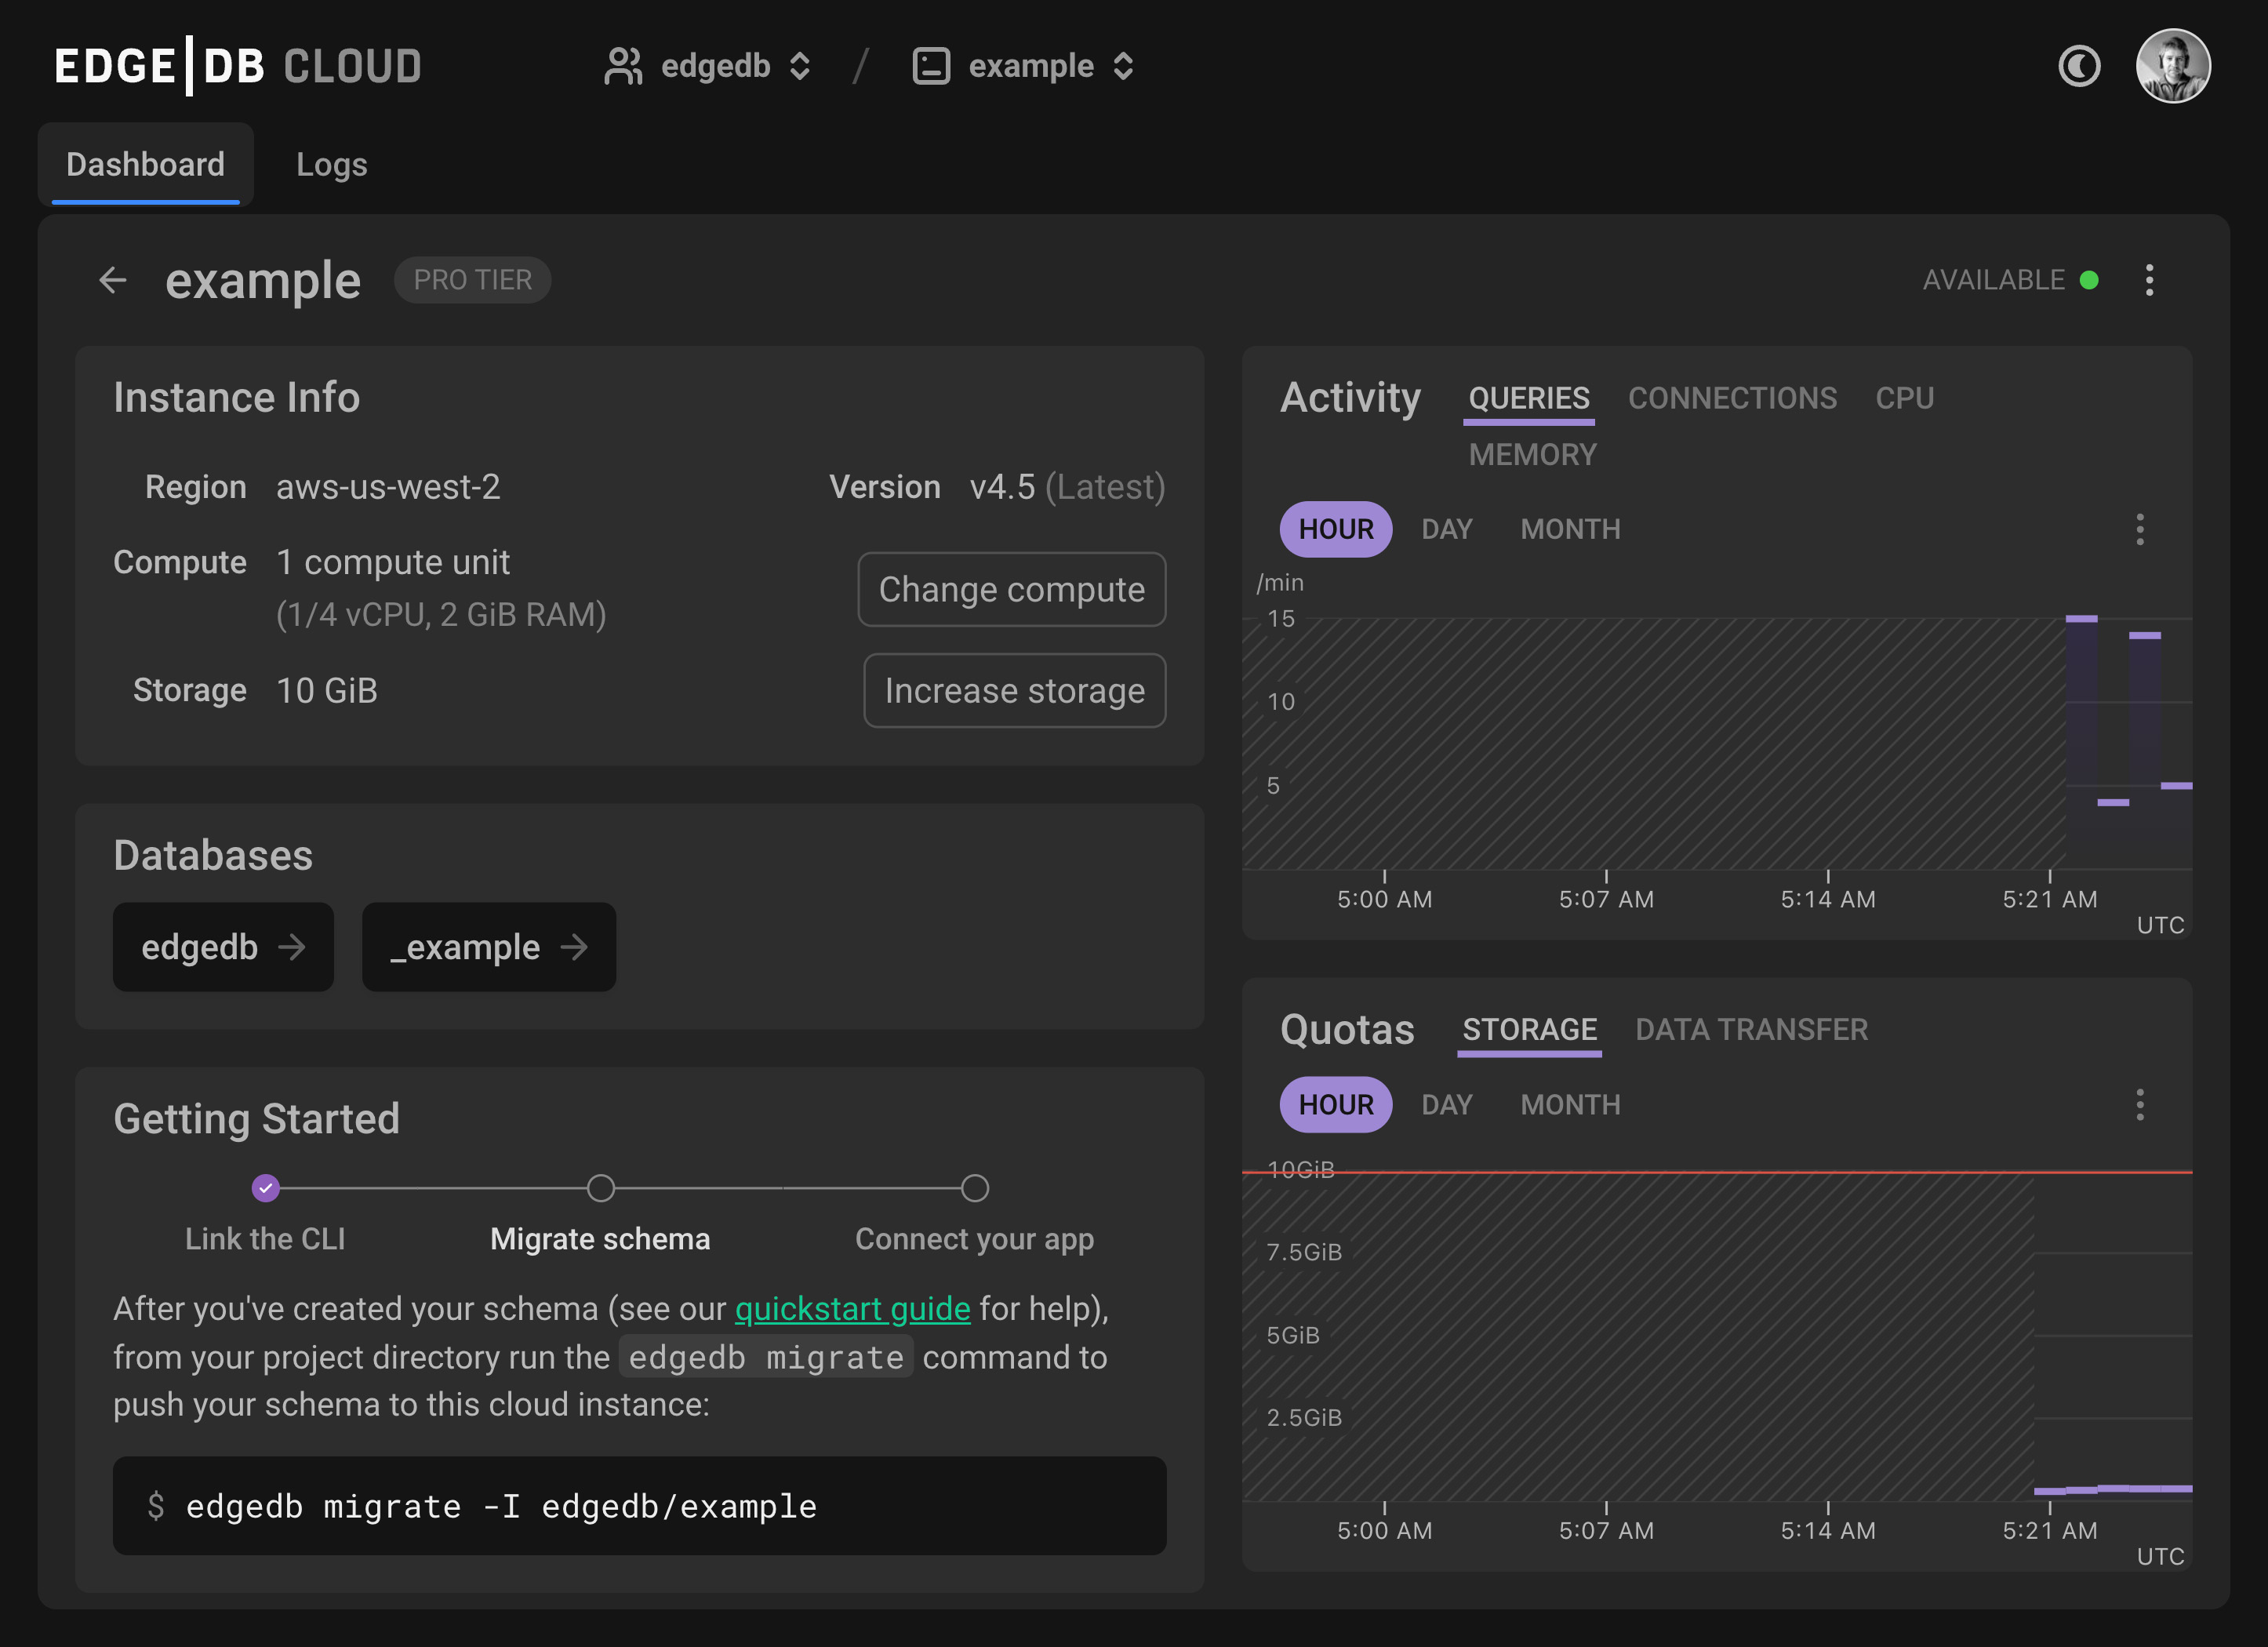 EDGE|DB CLOUD
edgedb / example
Dashboard Logs
example PRO TIER
AVAILABLE
Instance Info
Region aws-us-west-2
Version v4.5 (Latest)
Compute 1 compute unit
(1/4 vCPU, 2 GiB RAM)
Change compute
Storage 10 GiB
Increase storage
Databases
edgedb → _example →
Getting Started
Link the CLI Migrate schema Connect your app
After you've created your schema (see our quickstart guide for help),
from your project directory run the edgedb migrate command to
push your schema to this cloud instance:
$ edgedb migrate -I edgedb/example
Activity QUERIES CONNECTIONS CPU
MEMORY
HOUR DAY MONTH
/min
15
10
5
5:00 AM 5:07 AM 5:14 AM 5:21 AM
UTC
Quotas STORAGE DATA TRANSFER
HOUR DAY MONTH
10GiB
7.5GiB
5GiB
2.5GiB
5:00 AM 5:07 AM 5:14 AM 5:21 AM
UTC